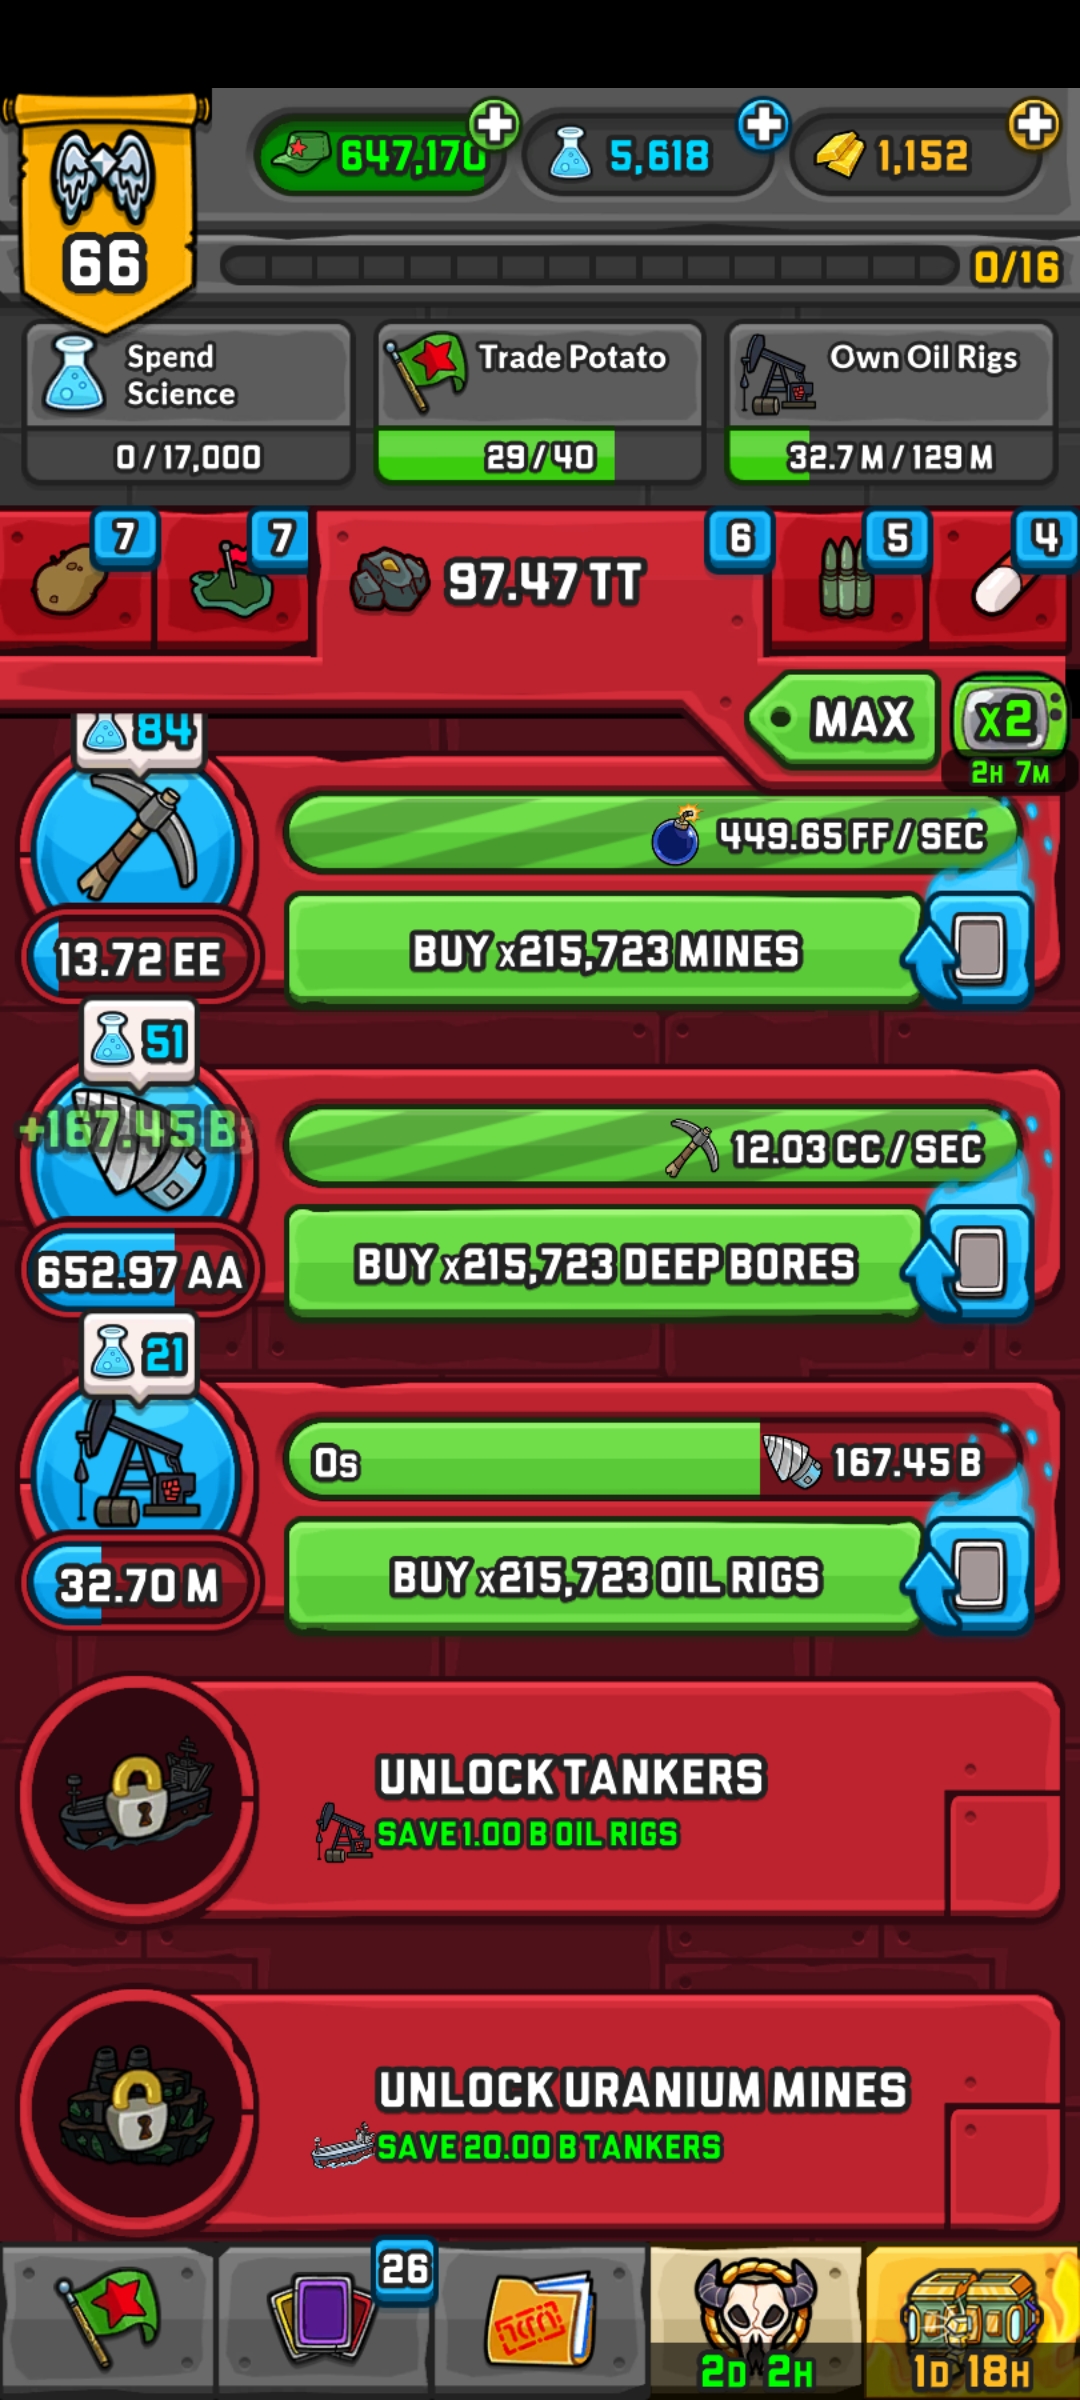 647,170
5,618
1,152
66
0/16
Spend
Science
0/17,000
Trade Potato
29/40
Own Oil Rigs
32.7 M/129 M
7
7
97.47 TT
6
5
4
MAX
x2
2H 7M
84
449.65 FF/SEC
BUY x215,723 MINES
13.72 EE
51
+167.45 B
12.03 CC/SEC
BUY x215,723 DEEP BORES
652.97 AA
21
0s
167.45 B
BUY x215,723 OIL RIGS
32.70 M
UNLOCK TANKERS
SAVE 1.00 B OIL RIGS
UNLOCK URANIUM MINES
SAVE 20.00 B TANKERS
26
2D 2H
1D 18H